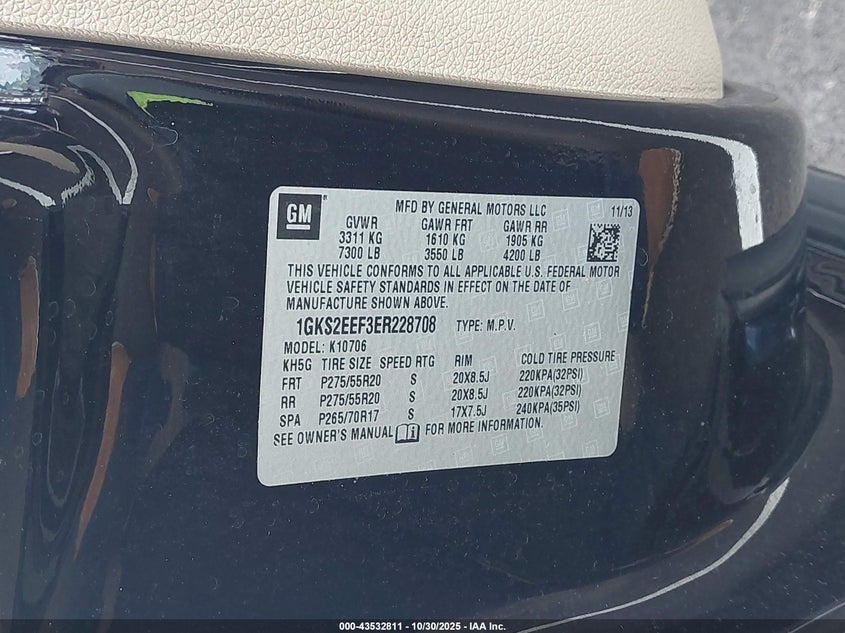 GM
MFD BY GENERAL MOTORS LLC 11/13
GVWR GAWR FRT GAWR RR
3311 KG 1610 KG 1905 KG
7300 LB 3550 LB 4200 LB
THIS VEHICLE CONFORMS TO ALL APPLICABLE U.S. FEDERAL MOTOR
VEHICLE SAFETY STANDARDS IN EFFECT ON THE DATE OF
MANUFACTURE SHOWN ABOVE.
1GKS2EEF3ER228708 TYPE: M.P.V.
MODEL: K10706
KH5G TIRE SIZE SPEED RTG RIM COLD TIRE PRESSURE
FRT P275/55R20 S 20X8.5J 220KPA(32PSI)
RR P275/55R20 S 20X8.5J 220KPA(32PSI)
SPA P265/70R17 S 17X7.5J 240KPA(35PSI)
SEE OWNER'S MANUAL FOR MORE INFORMATION.
000-43532811 - 10/30/2025 - IAA Inc.